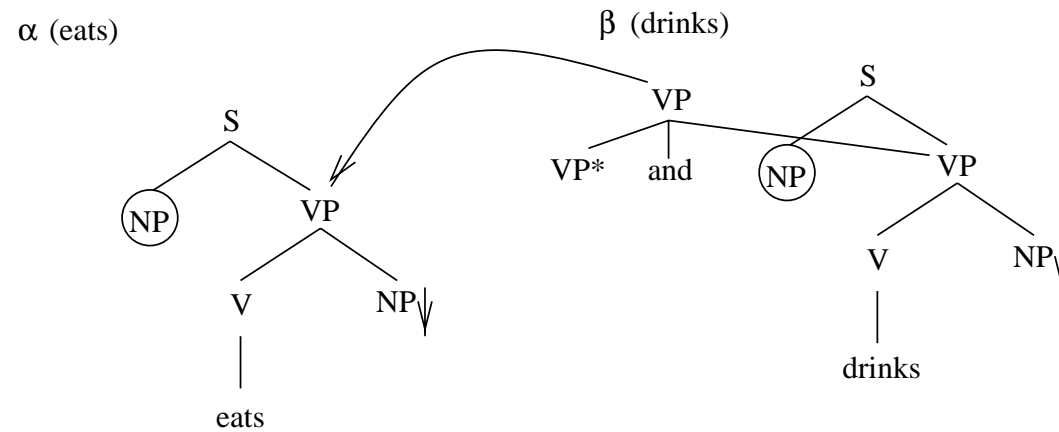 α (eats)
β (drinks)
S
NP
VP
V
NP↓
eats
VP
VP*
and
S
NP
VP
V
NP
drinks